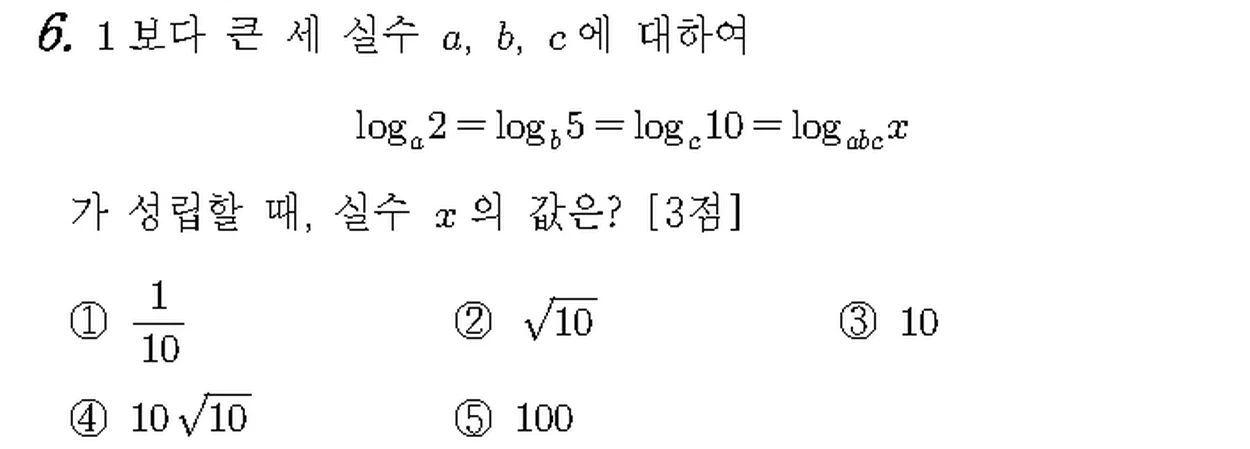 6. 1보다 큰 세 실수 a, b, c에 대하여
log_a 2 = log_b 5 = log_c 10 = log_{abc} x
가 성립할 때, 실수 x의 값은? [3점]
① 1/10 ② √10 ③ 10
④ 10√10 ⑤ 100